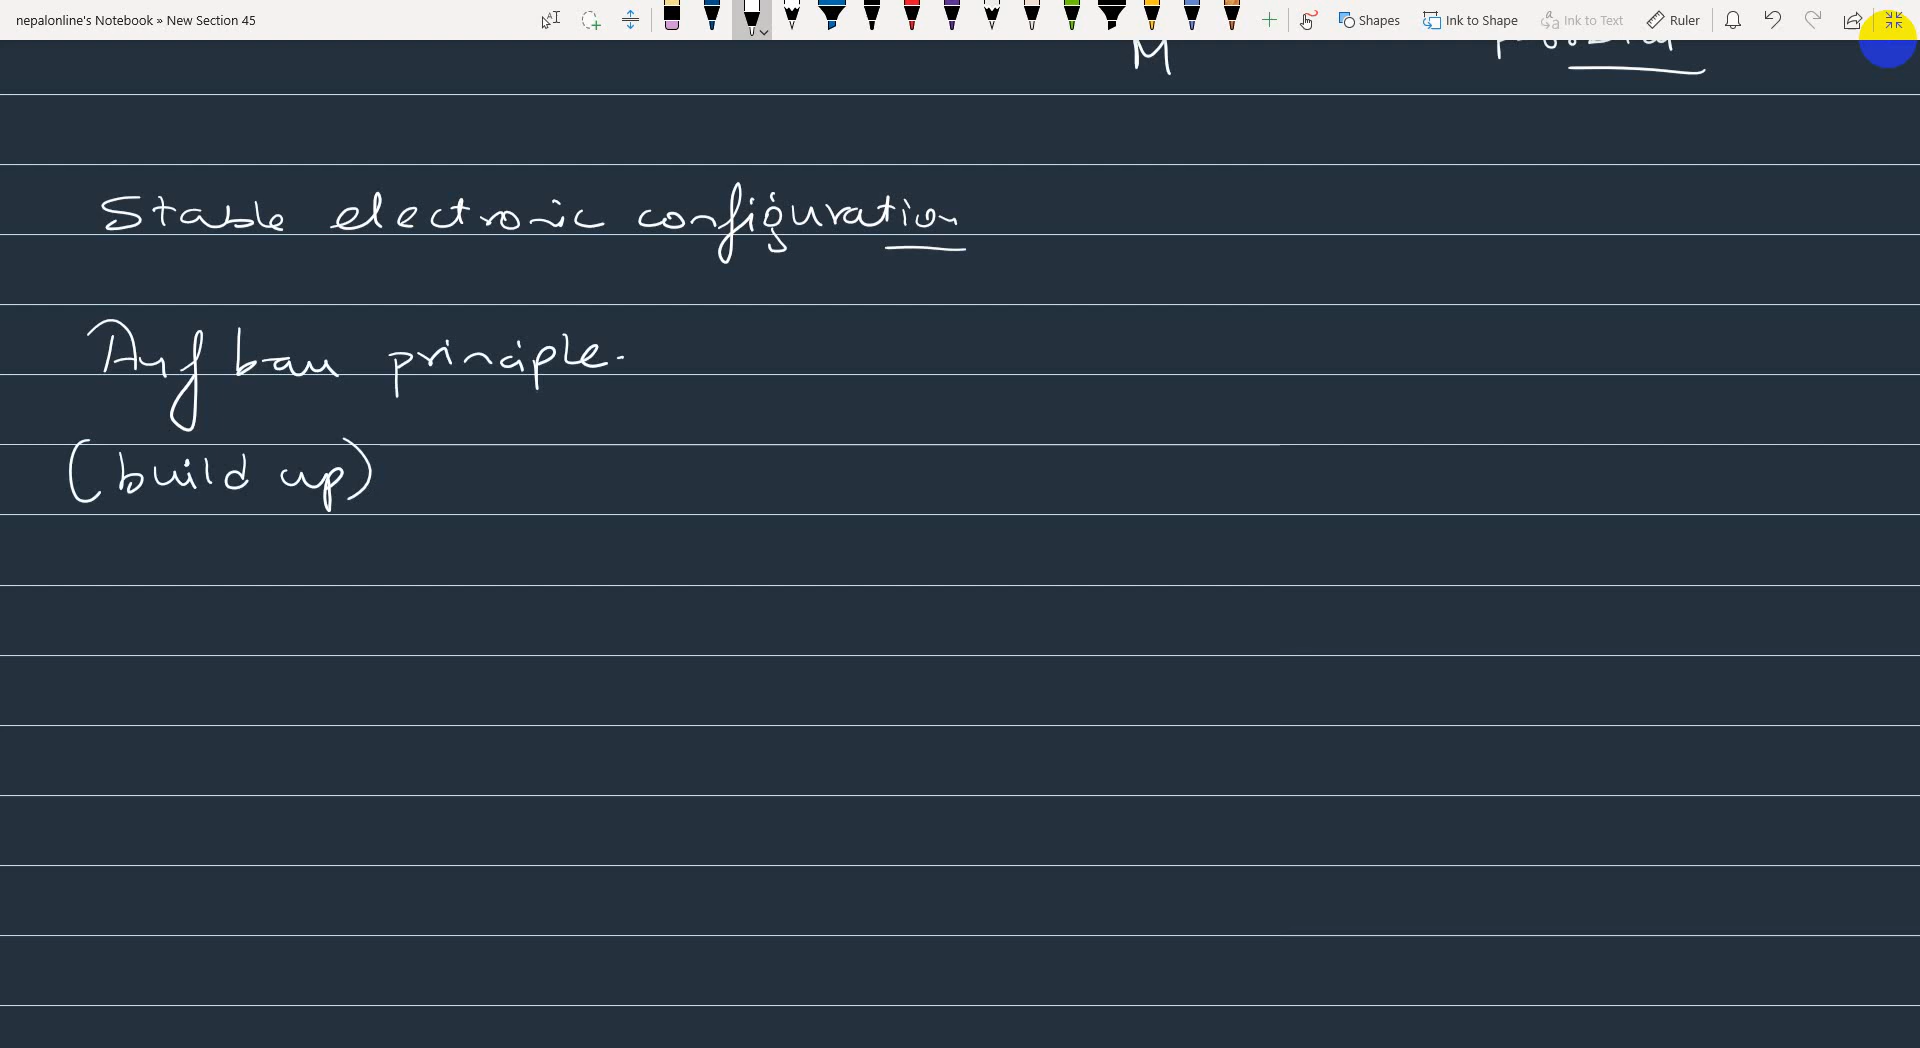 nepalonline's Notebook » New Section 45
Shapes
Ink to Shape
Ink to Text
Ruler
M
Stable electronic configuration
Aufbau principle.
(build up)